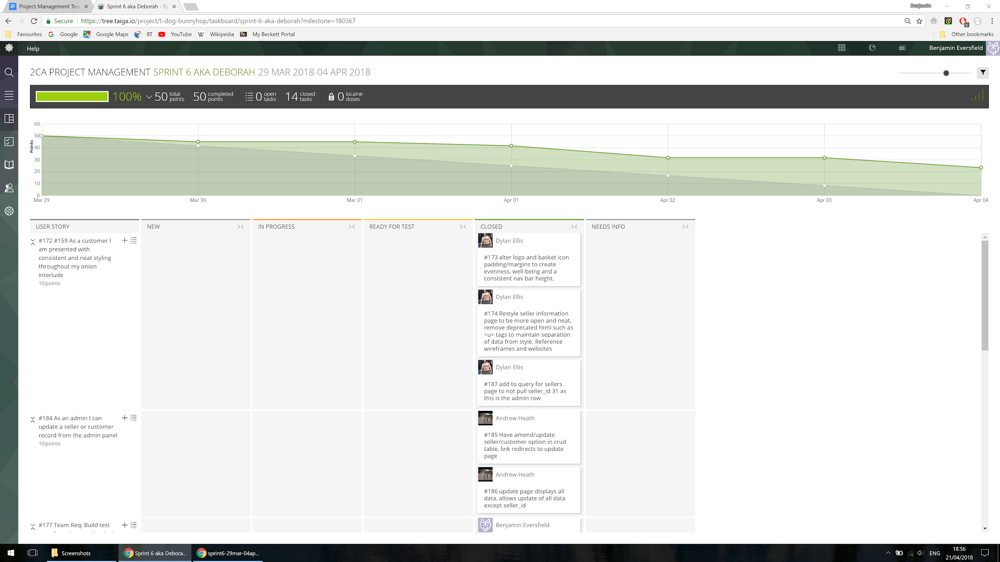 Project Management Tea
Sprint 6 aka Deborah - Sp
Benjamin
Secure
https://tree.taiga.io/project/t-dog-bunnyhop/taskboard/sprint-6-aka-deborah?milestone=180367
8
Favourites
Google
Google Maps
BT
YouTube
W
Wikipedia
Bb
My Beckett Portal
Other bookmarks
Help
Benjamin Eversfield
2CA PROJECT MANAGEMENT SPRINT 6 AKA DEBORAH 29 MAR 2018-04 APR 2018
100%
50 total points
50 completed points
0 open tasks
14 closed tasks
0 locaine doses
Points
60
50
40
30
20
10
0
Mar 29
Mar 30
Mar 31
Apr 01
Apr 02
Apr 03
Apr 04
USER STORY
NEW
IN PROGRESS
READY FOR TEST
CLOSED
NEEDS INFO
#172 #159 As a customer I
am presented with
consistent and neat styling
throughout my onion
interlude
10 points
Dylan Ellis
#173 alter logo and basket icon
padding/margins to create
evenness, well-being and a
consistent nav bar height.
Dylan Ellis
#174 Restyle seller information
page to be more open and neat,
remove deprecated html such as
<u> tags to maintain separation
of data from style. Reference
wireframes and websites
Dylan Ellis
#187 add to query for sellers
page to not pull seller_id 31 as
this is the admin row
#184 As an admin I can
update a seller or customer
record from the admin panel
10 points
Andrew Heath
#185 Have amend/update
seller/customer option in crud
table, link redirects to update
page
Andrew Heath
#186 update page displays all
data, allows update of all data
except seller_id
#177 Team Req: Build test
Benjamin Eversfield
Screenshots
Sprint 6 aka Debora...
sprint6-29mar-04ap...
ENG
18:56
21/04/2018